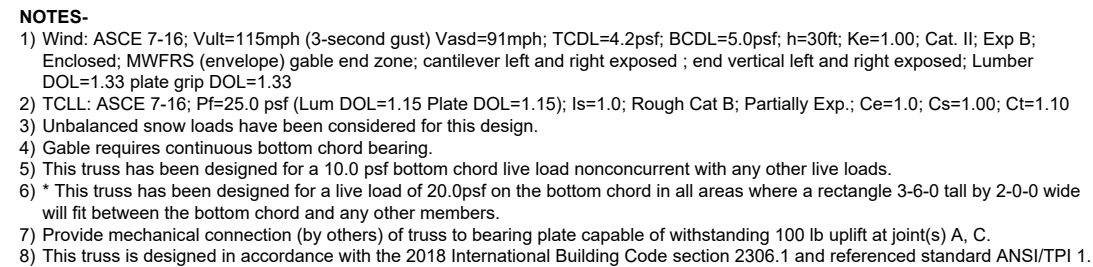 NOTES-
1) Wind: ASCE 7-16; Vult=115mph (3-second gust) Vasd=91mph; TCDL=4.2psf; BCDL=5.0psf; h=30ft; Ke=1.00; Cat. II; Exp B;
Enclosed; MWFRS (envelope) gable end zone; cantilever left and right exposed ; end vertical left and right exposed; Lumber
DOL=1.33 plate grip DOL=1.33
2) TCLL: ASCE 7-16; Pf=25.0 psf (Lum DOL=1.15 Plate DOL=1.15); Is=1.0; Rough Cat B; Partially Exp.; Ce=1.0; Cs=1.00; Ct=1.10
3) Unbalanced snow loads have been considered for this design.
4) Gable requires continuous bottom chord bearing.
5) This truss has been designed for a 10.0 psf bottom chord live load nonconcurrent with any other live loads.
6) * This truss has been designed for a live load of 20.0psf on the bottom chord in all areas where a rectangle 3-6-0 tall by 2-0-0 wide
will fit between the bottom chord and any other members.
7) Provide mechanical connection (by others) of truss to bearing plate capable of withstanding 100 lb uplift at joint(s) A, C.
8) This truss is designed in accordance with the 2018 International Building Code section 2306.1 and referenced standard ANSI/TPI 1.